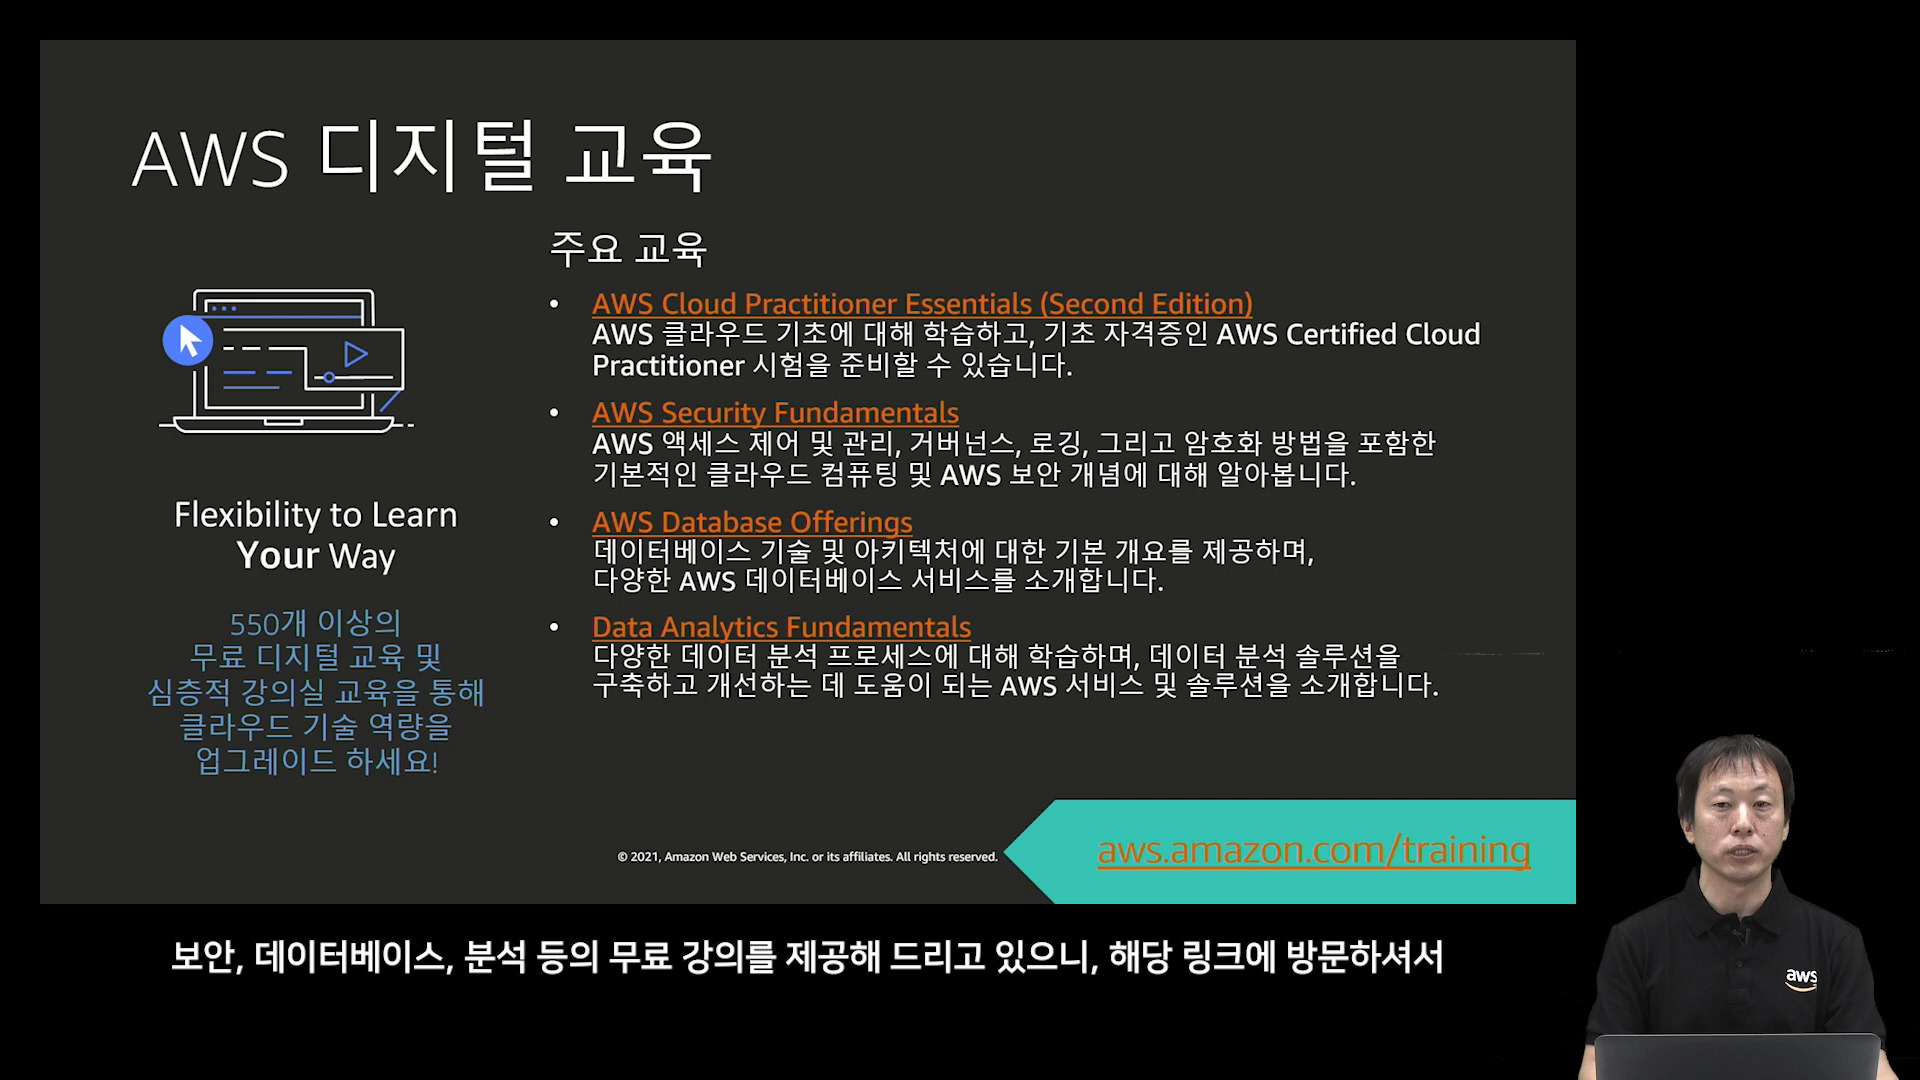 AWS 디지털 교육
주요 교육
• AWS Cloud Practitioner Essentials (Second Edition)
AWS 클라우드 기초에 대해 학습하고, 기초 자격증인 AWS Certified Cloud
Practitioner 시험을 준비할 수 있습니다.
• AWS Security Fundamentals
AWS 액세스 제어 및 관리, 거버넌스, 로깅, 그리고 암호화 방법을 포함한
기본적인 클라우드 컴퓨팅 및 AWS 보안 개념에 대해 알아봅니다.
• AWS Database Offerings
데이터베이스 기술 및 아키텍처에 대한 기본 개요를 제공하며,
다양한 AWS 데이터베이스 서비스를 소개합니다.
• Data Analytics Fundamentals
다양한 데이터 분석 프로세스에 대해 학습하며, 데이터 분석 솔루션을
구축하고 개선하는 데 도움이 되는 AWS 서비스 및 솔루션을 소개합니다.
Flexibility to Learn
Your Way
550개 이상의
무료 디지털 교육 및
심층적 강의실 교육을 통해
클라우드 기술 역량을
업그레이드 하세요!
© 2021, Amazon Web Services, Inc. or its affiliates. All rights reserved.
aws.amazon.com/training
aws
보안, 데이터베이스, 분석 등의 무료 강의를 제공해 드리고 있으니, 해당 링크에 방문하셔서